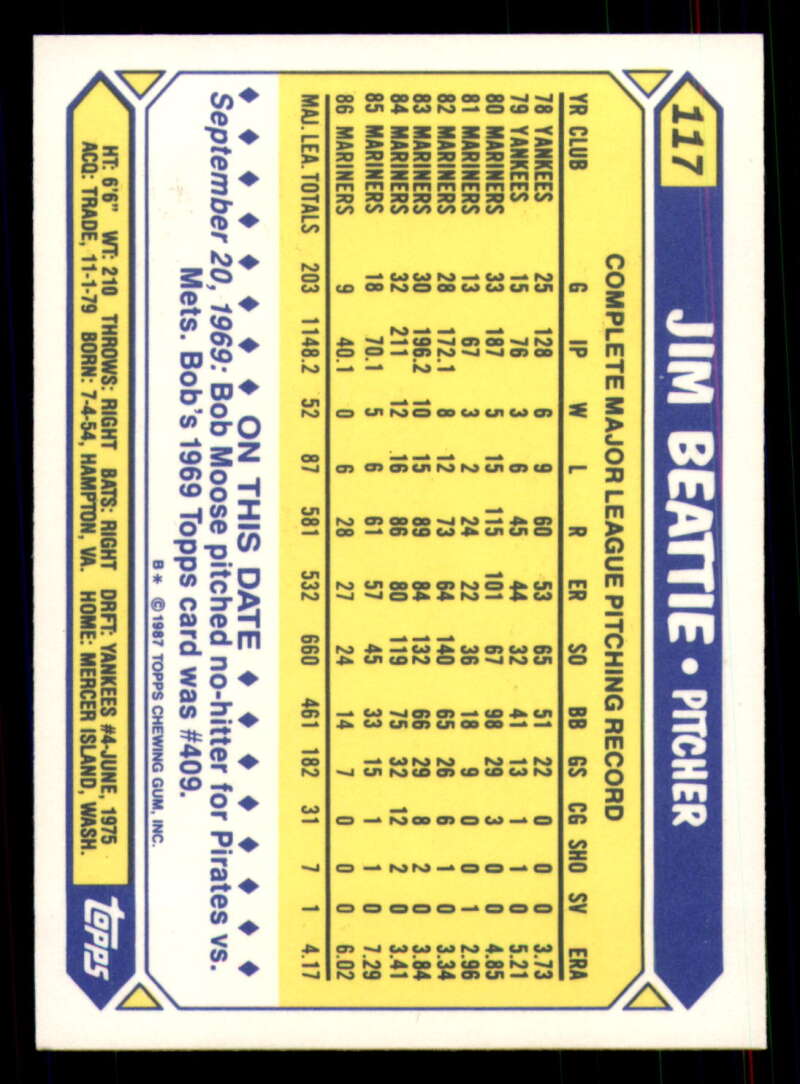 117 JIM BEATTIE • PITCHER
COMPLETE MAJOR LEAGUE PITCHING RECORD
YR CLUB G IP W L R ER SO BB GS CG SHO SV ERA
78 YANKEES 25 128 6 9 60 53 65 51 22 0 0 0 3.73
79 YANKEES 15 76 3 6 45 44 32 41 13 1 1 0 5.21
80 MARINERS 33 187 5 15 115 101 67 98 29 3 0 0 4.85
81 MARINERS 13 67 3 2 24 22 36 18 9 0 0 1 2.96
82 MARINERS 28 172.1 8 12 73 64 140 65 26 6 1 0 3.34
83 MARINERS 30 196.2 10 15 89 84 132 66 29 8 2 0 3.84
84 MARINERS 32 211 12 16 86 80 119 75 32 12 2 0 3.41
85 MARINERS 18 70.1 5 6 61 57 45 33 15 1 1 0 7.29
86 MARINERS 9 40.1 0 6 28 27 24 14 7 0 0 0 6.02
MAJ. LEA. TOTALS 203 1148.2 52 87 581 532 660 461 182 31 7 1 4.17
♦ ♦ ♦ ♦ ♦ ♦ ♦ ♦ ON THIS DATE ♦ ♦ ♦ ♦ ♦ ♦ ♦ ♦
September 20, 1969: Bob Moose pitched no-hitter for Pirates vs.
Mets. Bob's 1969 Topps card was #409.
B* ©1987 TOPPS CHEWING GUM, INC.
HT: 6'6" WT: 210 THROWS: RIGHT BATS: RIGHT DRFT: YANKEES #4-JUNE, 1975
ACQ: TRADE, 11-1-79 BORN: 7-4-54, HAMPTON, VA. HOME: MERCER ISLAND, WASH.
topps